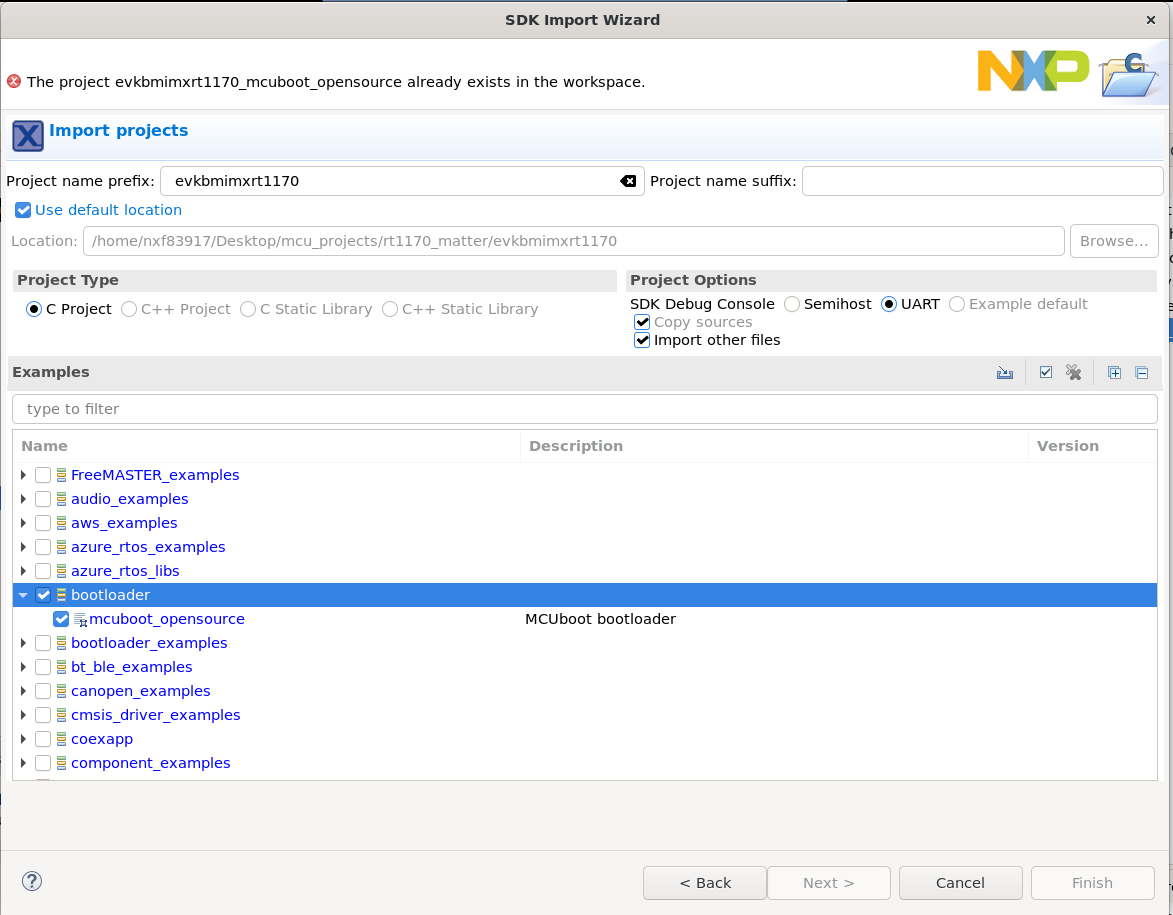 SDK Import Wizard
The project evkbmimxrt1170_mcuboot_opensource already exists in the workspace.
NXP
C
Import projects
Project name prefix: evkbmimxrt1170 Project name suffix:
Use default location
Location: /home/nxf83917/Desktop/mcu_projects/rt1170_matter/evkbmimxrt1170 Browse...
Project Type Project Options
C Project C++ Project C Static Library C++ Static Library SDK Debug Console Semihost UART Example default
Copy sources
Import other files
Examples
type to filter
Name Description Version
FreeMASTER_examples
audio_examples
aws_examples
azure_rtos_examples
azure_rtos_libs
bootloader
mcuboot_opensource MCUboot bootloader
bootloader_examples
bt_ble_examples
canopen_examples
cmsis_driver_examples
coexapp
component_examples
< Back Next > Cancel Finish